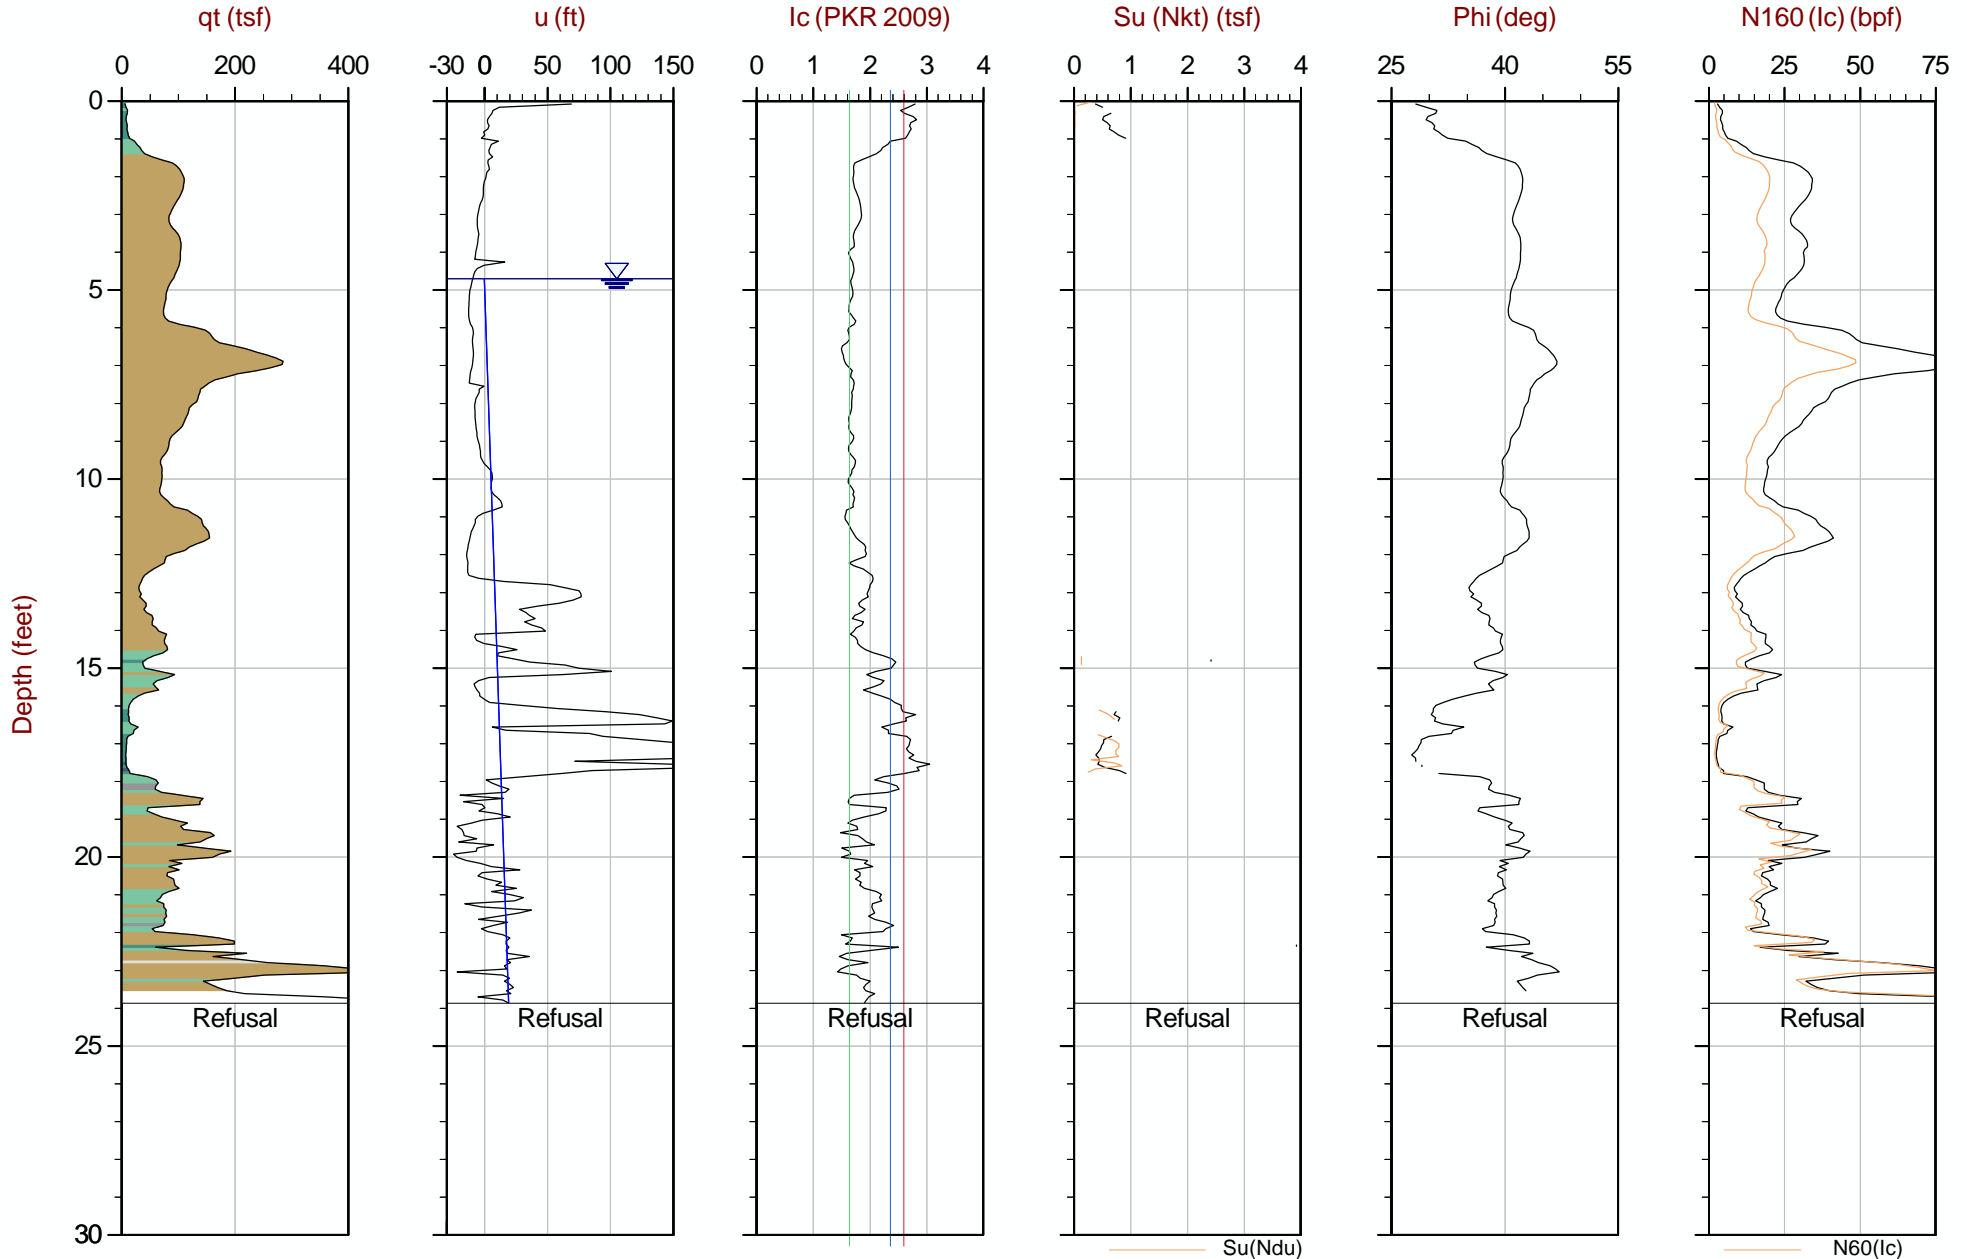 qt (tsf) u (ft) Ic (PKR 2009) Su (Nkt) (tsf) Phi (deg) N160 (Ic) (bpf)
0 200 400 -30 0 50 100 150 0 1 2 3 4 0 1 2 3 4 25 40 55 0 25 50 75
0
5
10
Depth (feet)
15
20
Refusal Refusal Refusal Refusal Refusal Refusal
25
30
Su(Ndu) N60(Ic)